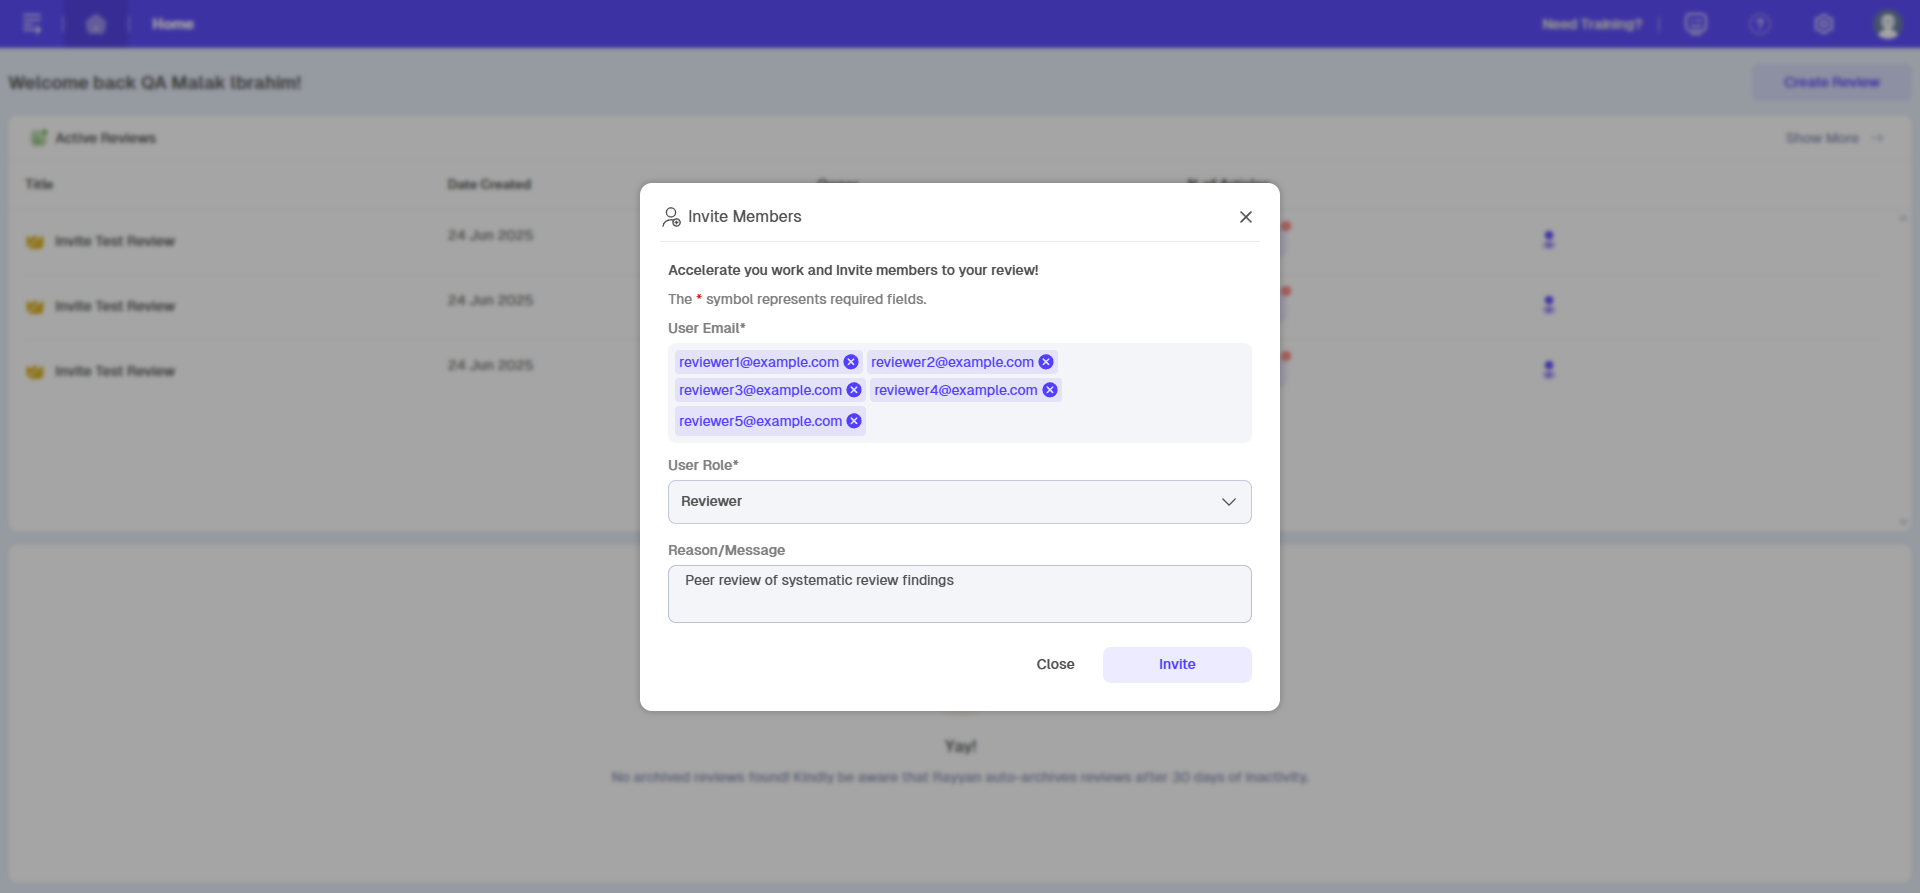 Home
Need Training?
Welcome back QA Malak Ibrahim!
Create Review
Active Reviews
Show More
Title
Date Created
Invite Test Review
24 Jun 2025
Invite Test Review
24 Jun 2025
Invite Test Review
24 Jun 2025
Invite Members
Accelerate you work and Invite members to your review!
The * symbol represents required fields.
User Email*
reviewer1@example.com reviewer2@example.com
reviewer3@example.com reviewer4@example.com
reviewer5@example.com
User Role*
Reviewer
Reason/Message
Peer review of systematic review findings
Close
Invite
Yay!
No archived reviews found! Kindly be aware that Rayyan auto-archives reviews after 30 days of inactivity.